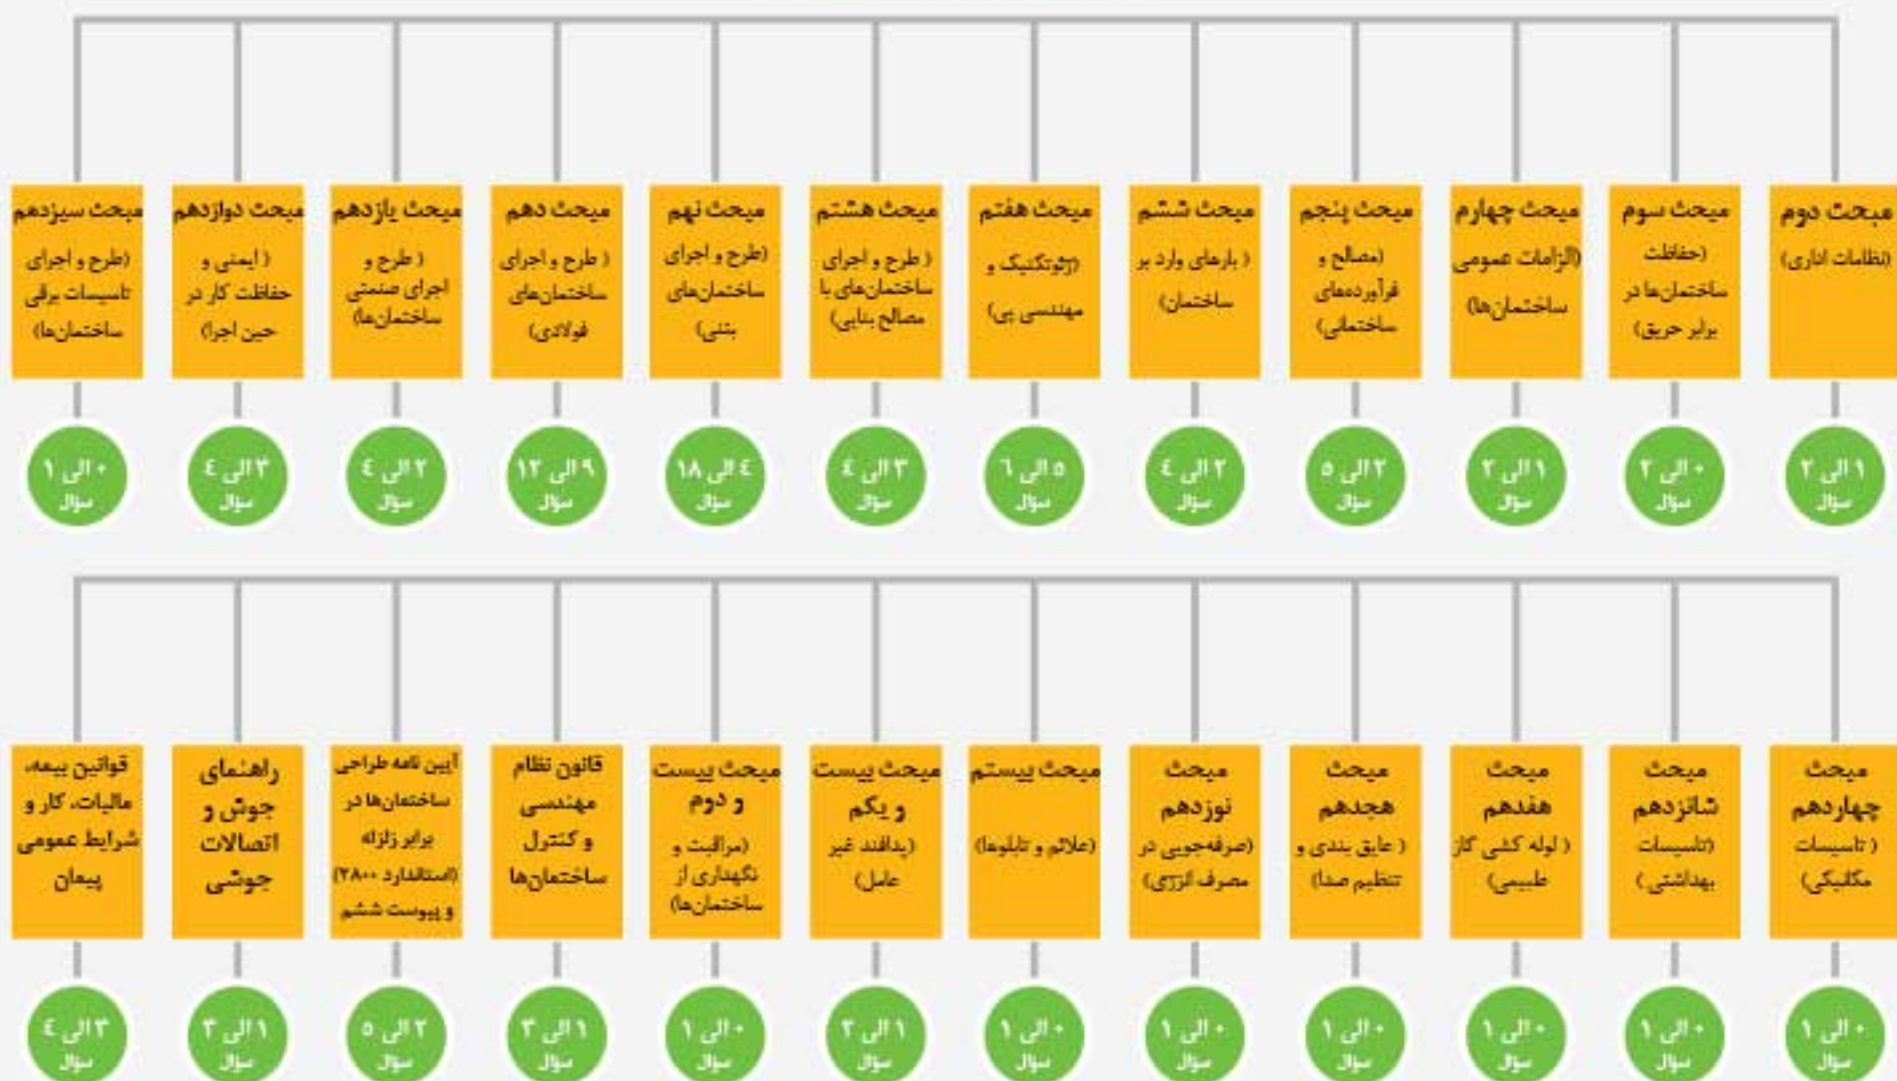 مبحث دوم
(نظامات اداری)
۱ الی ۲
سؤال
مبحث سوم
(حفاظت
ساختمان‌ها در
برابر حریق)
۰ الی ۲
سؤال
مبحث چهارم
(الزامات عمومی
ساختمان‌ها)
۱ الی ۲
سؤال
مبحث پنجم
(مصالح و
فرآورده‌های
ساختمانی)
۲ الی ۵
سؤال
مبحث ششم
( بارهای وارد بر
ساختمان)
۲ الی ٤
سؤال
مبحث هفتم
(ژئوتکنیک و
مهندسی پی)
۵ الی ٦
سؤال
مبحث هشتم
( طرح و اجرای
ساختمان‌های با
مصالح بنایی)
۳ الی ٤
سؤال
مبحث نهم
(طرح و اجرای
ساختمان‌های
بتنی)
٤ الی ۱۸
سؤال
مبحث دهم
( طرح و اجرای
ساختمان‌های
فولادی)
۹ الی ۱۲
سؤال
مبحث یازدهم
( طرح و
اجرای صنعتی
ساختمان‌ها)
۲ الی ٤
سؤال
مبحث دوازدهم
( ایمنی و
حفاظت کار در
حین اجرا)
۳ الی ٤
سؤال
مبحث سیزدهم
(طرح و اجرای
تاسیسات برقی
ساختمان‌ها)
۰ الی ۱
سؤال
مبحث
چهاردهم
( تاسیسات
مکانیکی)
۰ الی ۱
سؤال
مبحث
شانزدهم
(تاسیسات
بهداشتی )
۰ الی ۱
سؤال
مبحث
هفدهم
( لوله کشی گاز
طبیعی)
۰ الی ۱
سؤال
مبحث
هجدهم
( عایق بندی و
تنظیم صدا)
۰ الی ۱
سؤال
مبحث
نوزدهم
(صرفه‌جویی در
مصرف انرژی)
۰ الی ۱
سؤال
مبحث بیستم
(علائم و تابلوها)
۰ الی ۱
سؤال
مبحث بیست
و یکم
(پدافند غیر
عامل)
۱ الی ۲
سؤال
مبحث بیست
و دوم
(مراقبت و
نگهداری از
ساختمان‌ها)
۰ الی ۱
سؤال
قانون نظام
مهندسی
و کنترل
ساختمان‌ها
۱ الی ۳
سؤال
آیین نامه طراحی
ساختمان‌ها در
برابر زلزله
(استاندارد ۲۸۰۰)
و پیوست ششم
۲ الی ۵
سؤال
راهنمای
جوش و
اتصالات
جوشی
۱ الی ۳
سؤال
قوانین بیمه،
مالیات، کار و
شرایط عمومی
پیمان
۳ الی ٤
سؤال